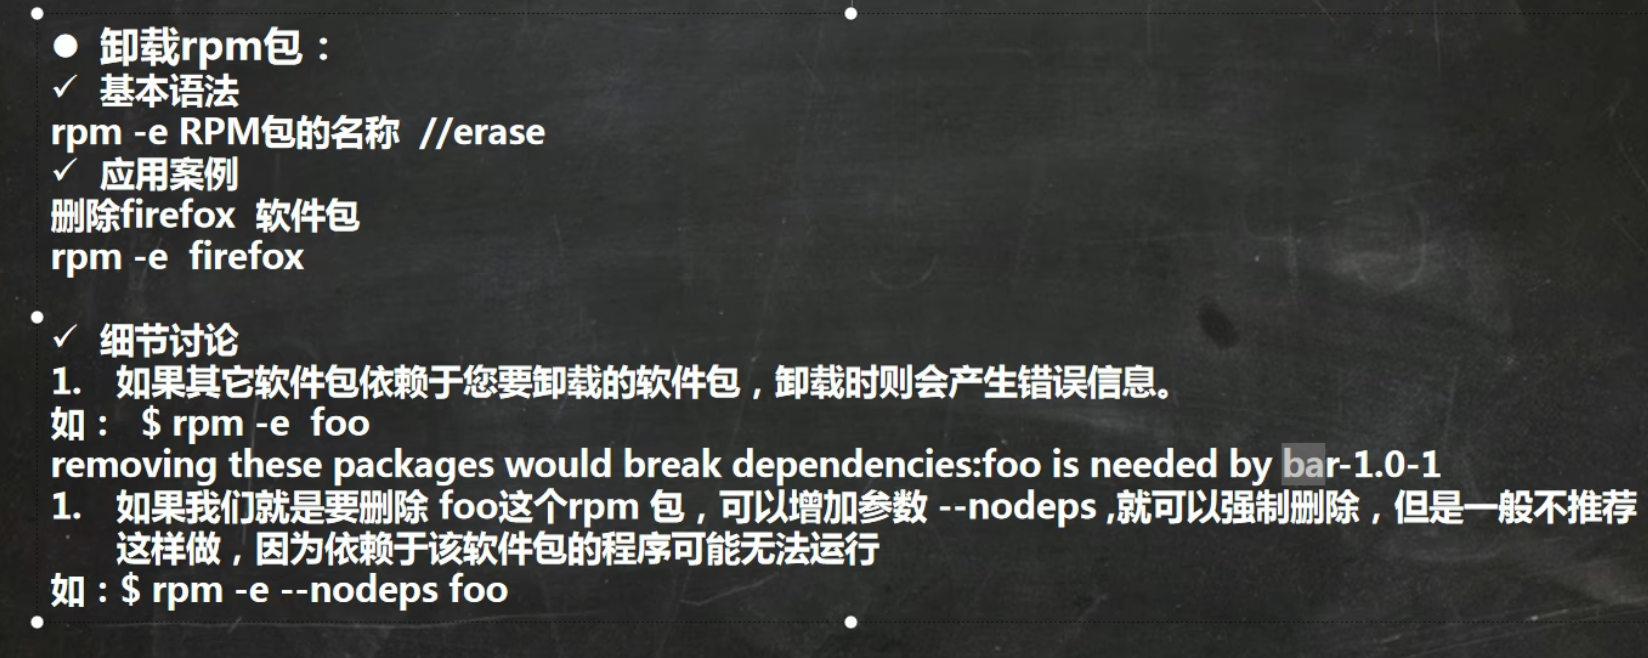 ● 卸载rpm包：
✓ 基本语法
rpm -e RPM包的名称 //erase
✓ 应用案例
删除firefox 软件包
rpm -e firefox
✓ 细节讨论
1. 如果其它软件包依赖于您要卸载的软件包，卸载时则会产生错误信息。
如： $ rpm -e foo
removing these packages would break dependencies:foo is needed by bar-1.0-1
1. 如果我们就是要删除 foo这个rpm 包，可以增加参数 --nodeps ,就可以强制删除，但是一般不推荐
这样做，因为依赖于该软件包的程序可能无法运行
如：$ rpm -e --nodeps foo